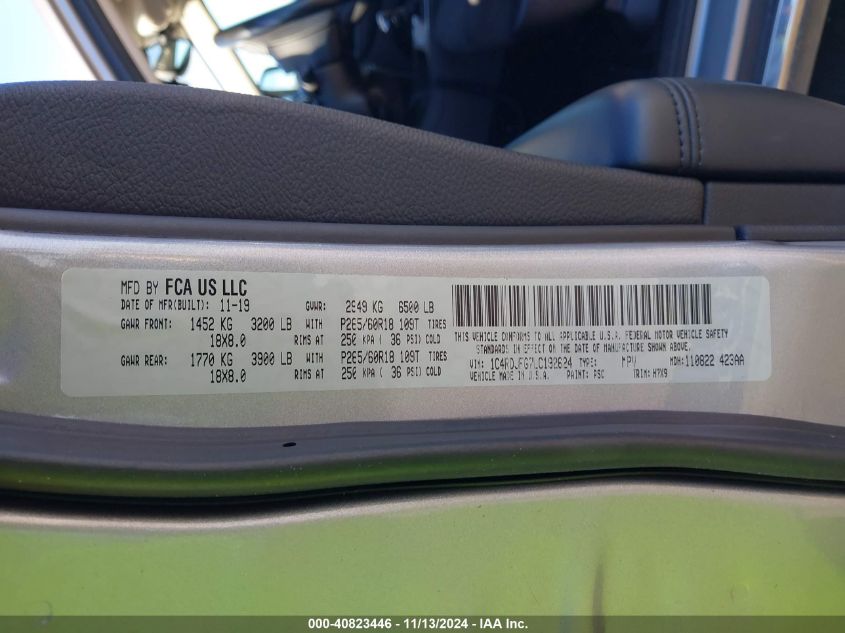 MFD BY FCA US LLC
DATE OF MFR(BUILT): 11-19 GVWR: 2949 KG 6500 LB
GAWR FRONT: 1452 KG 3200 LB WITH P265/60R18 109T TIRES
18X8.0 RIMS AT 250 KPA ( 36 PSI) COLD
GAWR REAR: 1770 KG 3900 LB WITH P265/60R18 109T TIRES
18X8.0 RIMS AT 250 KPA ( 36 PSI) COLD
THIS VEHICLE CONFORMS TO ALL APPLICABLE U.S.A. FEDERAL MOTOR VEHICLE SAFETY
STANDARDS IN EFFECT ON THE DATE OF MANUFACTURE SHOWN ABOVE.
VIN: 1C4RDJFG7LC192624 TYPE: MPV MDH: 110822 423AA
VEHICLE MADE IN U.S.A. PAINT: PSC TRIM: H7X9
000-40823446 - 11/13/2024 - IAA Inc.